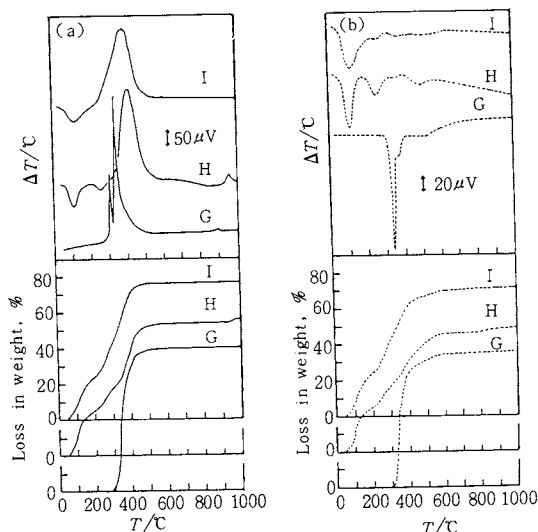 (a)
I
H
G
↕50μV
ΔT/℃
I
H
G
80
60
40
20
0
0
0
Loss in weight, %
0 200 400 600 800 1000
T/℃
(b)
I
H
G
↕ 20μV
ΔT/℃
I
H
G
80
60
40
20
0
0
0
Loss in weight, %
0 200 400 600 800 1000
T/℃